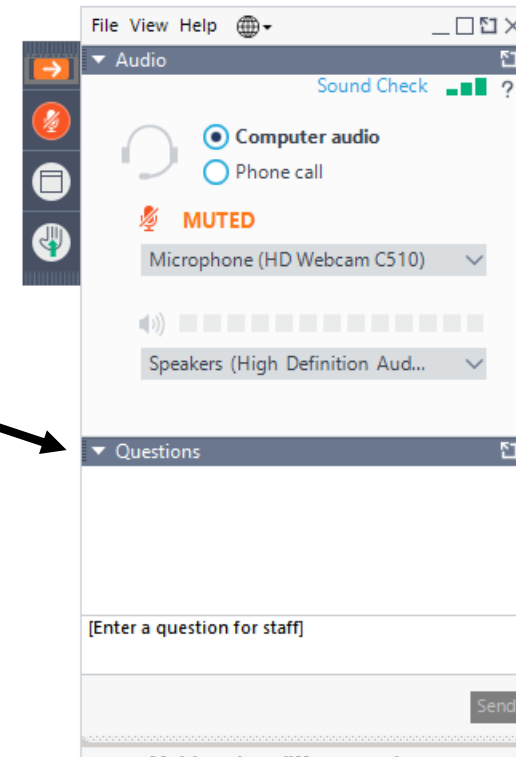 File View Help
Audio
Sound Check ?
Computer audio
Phone call
MUTED
Microphone (HD Webcam C510)
Speakers (High Definition Aud...
Questions
[Enter a question for staff]
Send